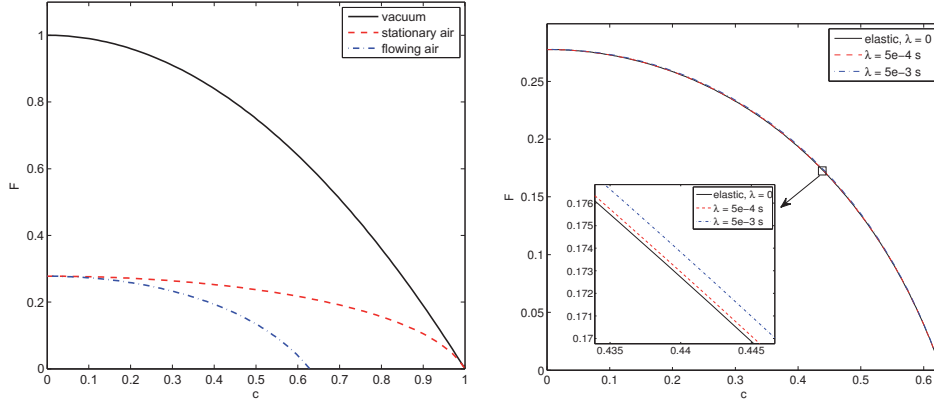 vacuum
stationary air
flowing air
1
0.8
0.6
0.4
0.2
0
F
0 0.1 0.2 0.3 0.4 0.5 0.6 0.7 0.8 0.9 1
c
elastic, λ = 0
λ = 5e−4 s
λ = 5e−3 s
0.25
0.2
0.15
0.1
0.05
0
F
elastic, λ = 0
λ = 5e−4 s
λ = 5e−3 s
0.176
0.175
0.174
0.173
0.172
0.171
0.17
0.435 0.44 0.445
0 0.1 0.2 0.3 0.4 0.5 0.6
c